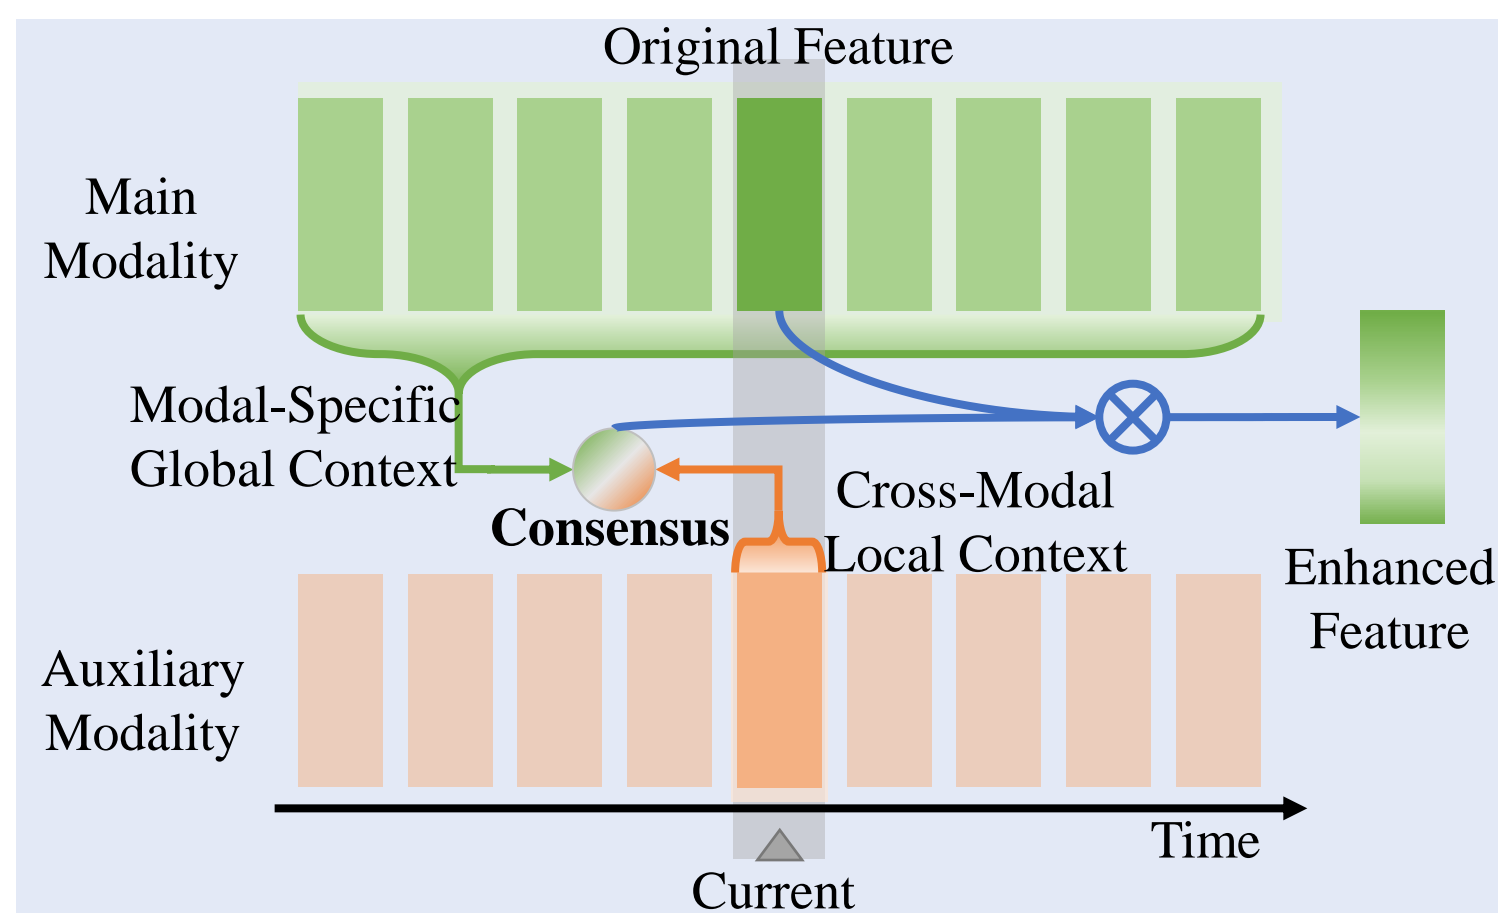 Original Feature
Main
Modality
Modal-Specific
Global Context
Consensus
Cross-Modal
Local Context
Enhanced
Feature
Auxiliary
Modality
Time
Current